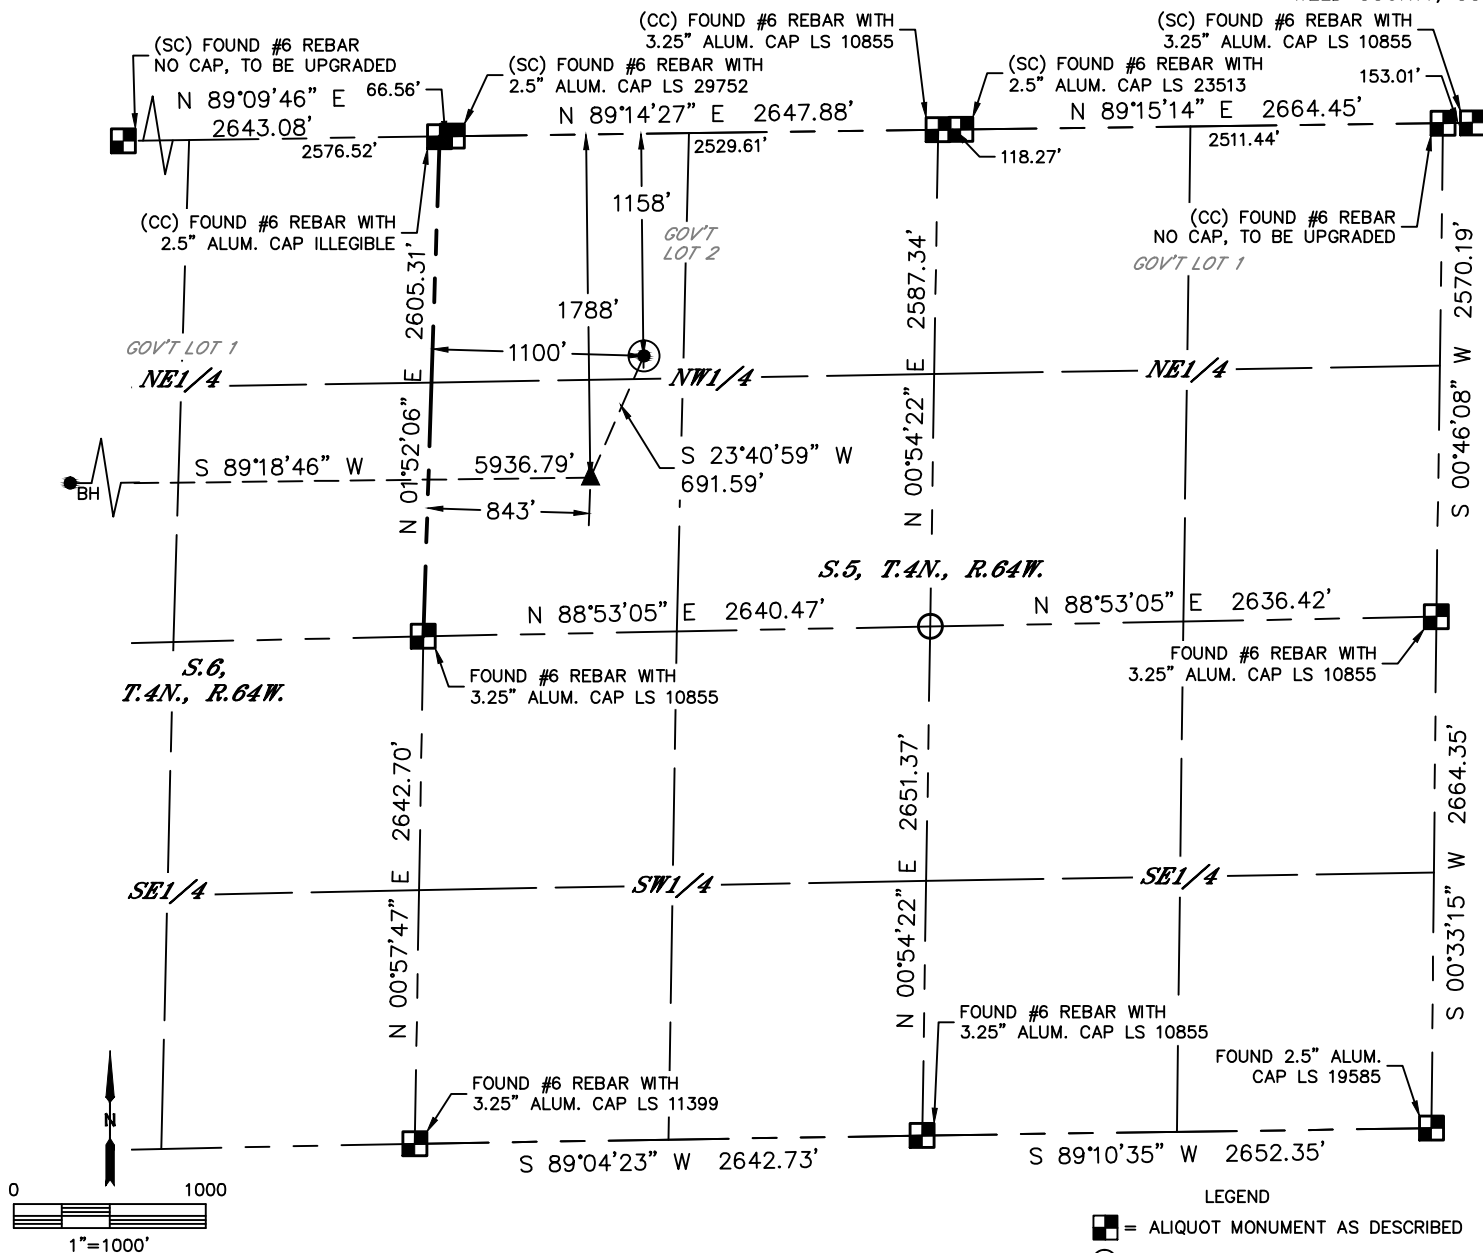 (CC) FOUND #6 REBAR WITH
3.25” ALUM. CAP LS 10855
(SC) FOUND #6 REBAR WITH
3.25” ALUM. CAP LS 10855
(SC) FOUND #6 REBAR
NO CAP, TO BE UPGRADED
(SC) FOUND #6 REBAR WITH
2.5” ALUM. CAP LS 29752
(SC) FOUND #6 REBAR WITH
2.5” ALUM. CAP LS 23513
153.01’
N 89°09’46” E
2643.08’
66.56’
N 89°14’27” E 2647.88’
N 89°15’14” E 2664.45’
2576.52’
2529.61’
118.27’
2511.44’
(CC) FOUND #6 REBAR WITH
2.5” ALUM. CAP ILLEGIBLE
1158’
GOV’T
LOT 2
(CC) FOUND #6 REBAR
NO CAP, TO BE UPGRADED
GOV’T LOT 1
1788’
GOV’T LOT 1
1100’
NE1/4
NW1/4
NE1/4
N 01°52’06” E 2605.31’
N 00°54’22” E 2587.34’
S 00°46’08” W 2570.19’
S 89°18’46” W 5936.79’
S 23°40’59” W
691.59’
BH
843’
S.5, T.4N., R.64W.
N 88°53’05” E 2640.47’
N 88°53’05” E 2636.42’
S.6,
T.4N., R.64W.
FOUND #6 REBAR WITH
3.25” ALUM. CAP LS 10855
FOUND #6 REBAR WITH
3.25” ALUM. CAP LS 10855
N 00°57’47” E 2642.70’
N 00°54’22” E 2651.37’
S 00°33’15” W 2664.35’
SE1/4
SW1/4
SE1/4
FOUND #6 REBAR WITH
3.25” ALUM. CAP LS 10855
FOUND 2.5” ALUM.
CAP LS 19585
FOUND #6 REBAR WITH
3.25” ALUM. CAP LS 11399
N
S 89°04’23” W 2642.73’
S 89°10’35” W 2652.35’
0 1000
1”=1000’
LEGEND
= ALIQUOT MONUMENT AS DESCRIBED